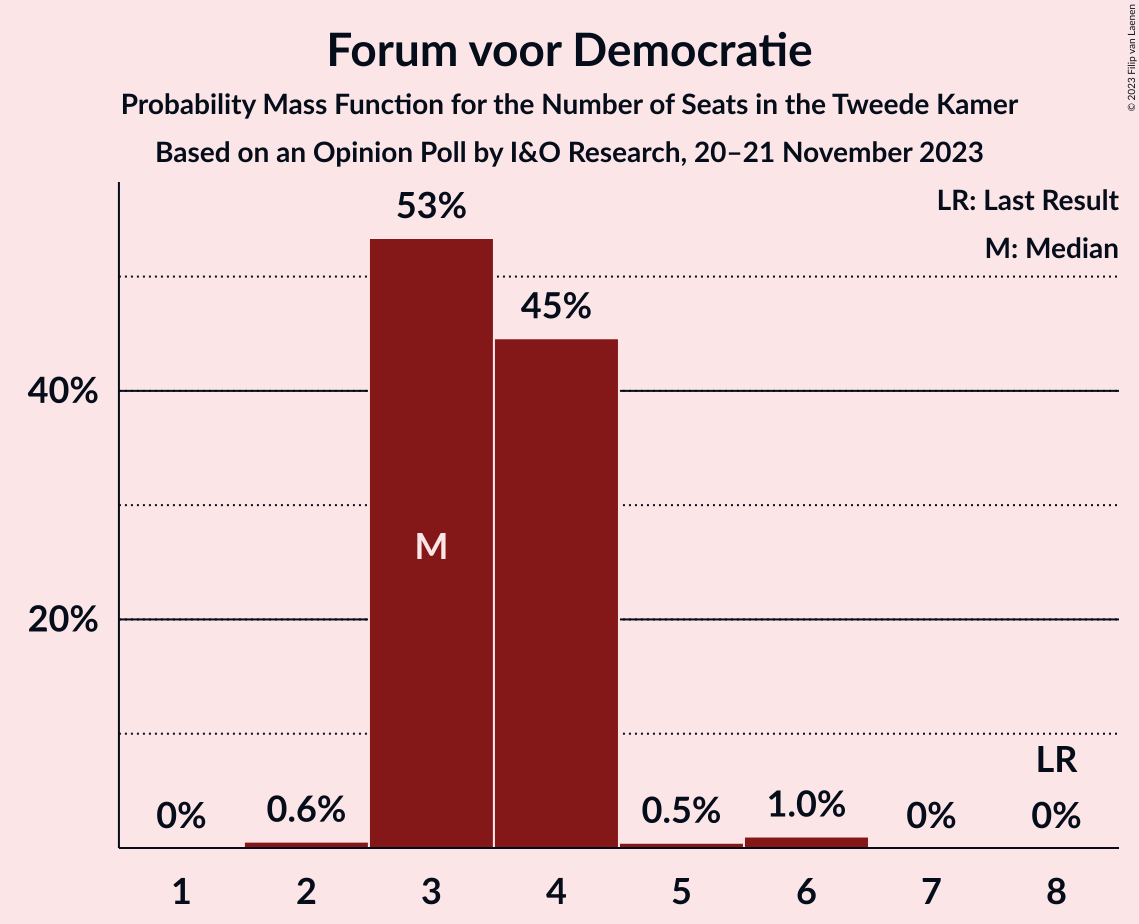 Forum voor Democratie
Probability Mass Function for the Number of Seats in the Tweede Kamer
Based on an Opinion Poll by I&O Research, 20–21 November 2023
© 2023 Filip van Laenen
LR: Last Result
M: Median
53%
45%
40%
M
20%
LR
0%
0.6%
0.5%
1.0%
0%
0%
1
2
3
4
5
6
7
8